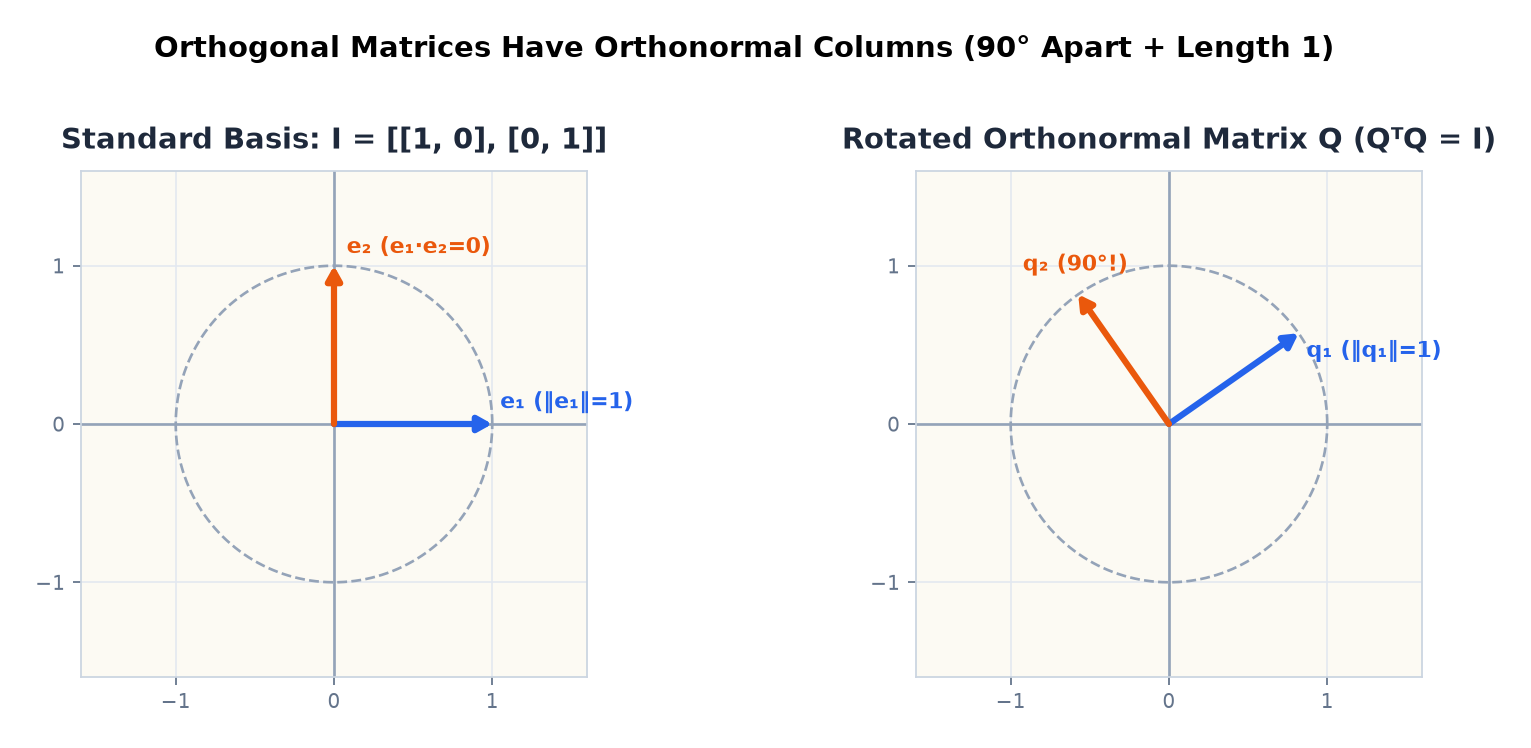 Orthogonal Matrices Have Orthonormal Columns (90° Apart + Length 1)
Standard Basis: I = [[1, 0], [0, 1]]
e₂ (e₁·e₂=0)
e₁ (‖e₁‖=1)
1
0
−1
−1
0
1
Rotated Orthonormal Matrix Q (QᵀQ = I)
q₂ (90°!)
q₁ (‖q₁‖=1)
1
0
−1
−1
0
1